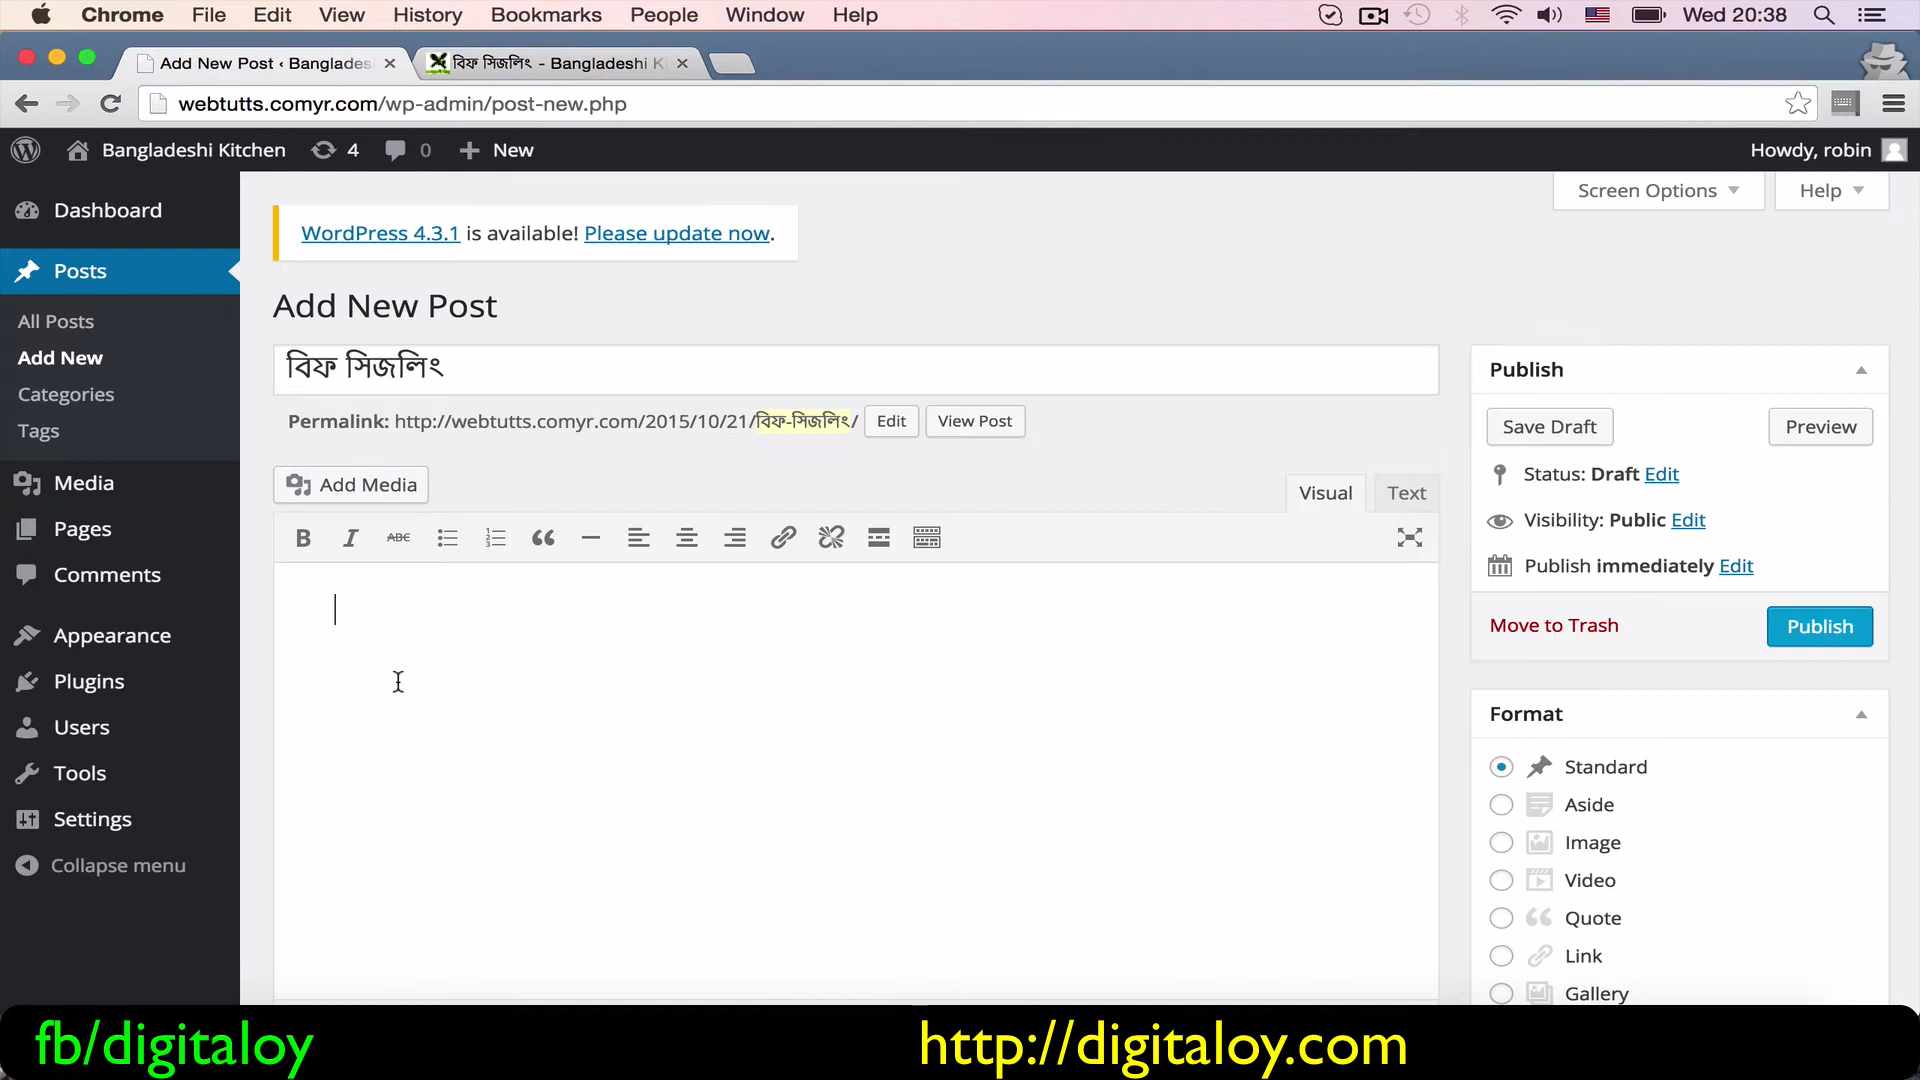 Chrome File Edit View History Bookmarks People Window Help Wed 20:38
Add New Post ‹ Banglades বিফ সিজলিং - Bangladeshi K
webtutts.comyr.com/wp-admin/post-new.php
Bangladeshi Kitchen 4 0 New Howdy, robin
Screen Options Help
Dashboard
WordPress 4.3.1 is available! Please update now.
Posts
Add New Post
All Posts
Add New
Categories
Tags
Media
Pages
Comments
Appearance
Plugins
Users
Tools
Settings
Collapse menu
বিফ সিজলিং
Permalink: http://webtutts.comyr.com/2015/10/21/বিফ-সিজলিং/ Edit View Post
Add Media
Visual Text
B I ABC
Publish
Save Draft Preview
Status: Draft Edit
Visibility: Public Edit
Publish immediately Edit
Move to Trash Publish
Format
Standard
Aside
Image
Video
Quote
Link
Gallery
fb/digitaloy http://digitaloy.com